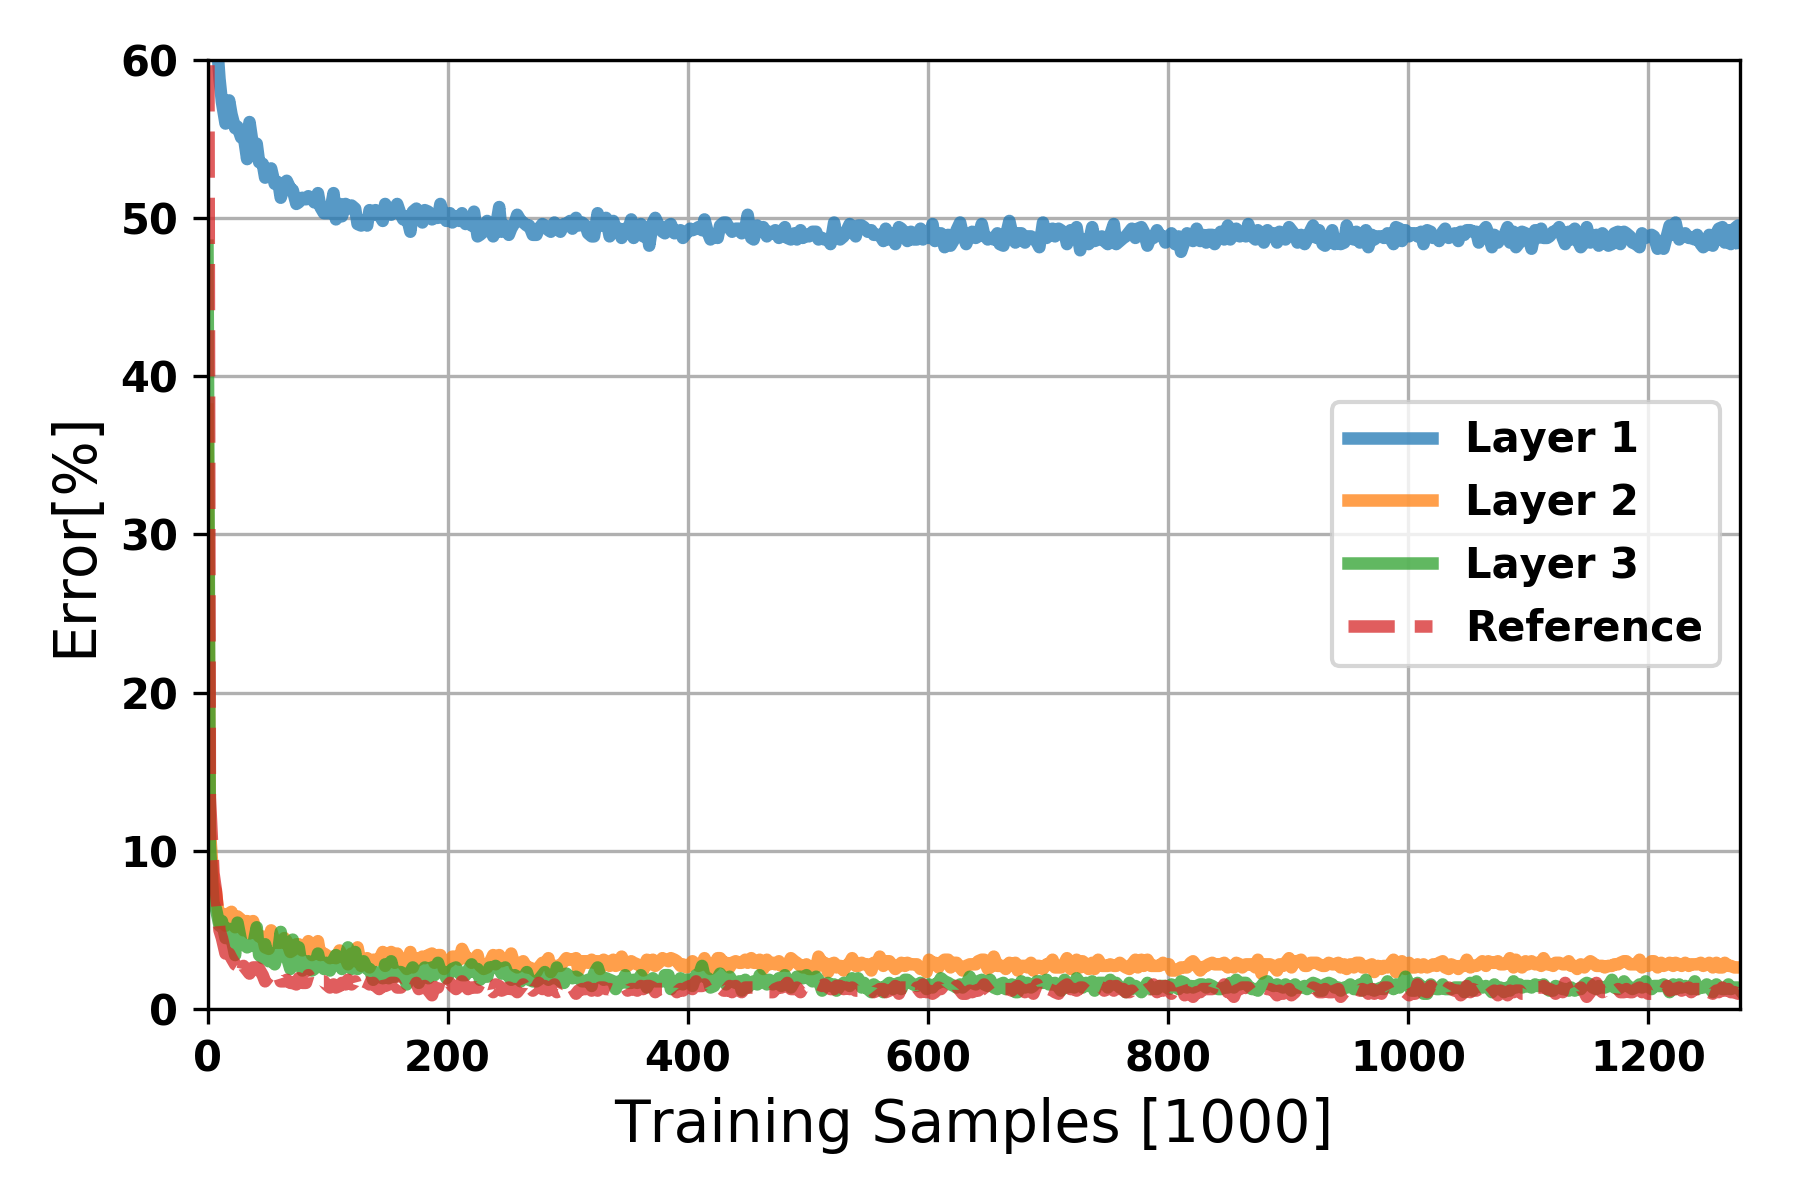 60
50
40
30
20
10
0
Error[%]
Layer 1
Layer 2
Layer 3
Reference
0 200 400 600 800 1000 1200
Training Samples [1000]